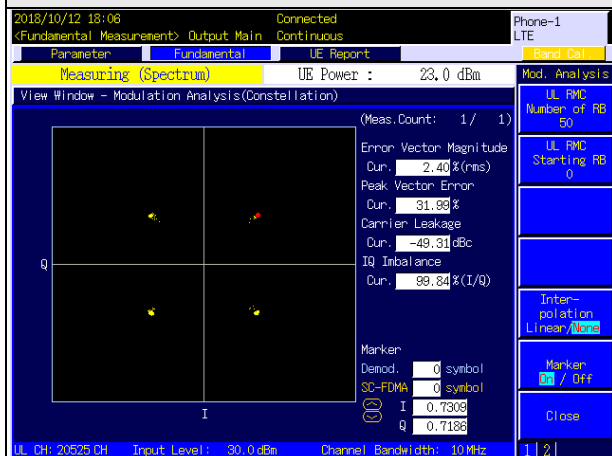 2018/10/12 18:06 Connected Phone-1
<Fundamental Measurement> Output Main Continuous LTE
Parameter Fundamental UE Report Band Cal
Measuring (Spectrum) UE Power : 23.0 dBm Mod. Analysis
View Window - Modulation Analysis(Constellation)
(Meas.Count: 1/ 1)
Error Vector Magnitude
Cur. 2.40 %(rms)
Peak Vector Error
Cur. 31.99 %
Carrier Leakage
Cur. -49.31 dBc
IQ Imbalance
Cur. 99.84 %(I/Q)
Q
I
Marker
Demod. 0 symbol
SC-FDMA 0 symbol
I 0.7309
Q 0.7186
UL RMC
Number of RB
50
UL RMC
Starting RB
0
Inter-
polation
Linear/None
Marker
On / Off
Close
UL CH: 20525 CH Input Level: 30.0 dBm Channel Bandwidth: 10 MHz 1 2